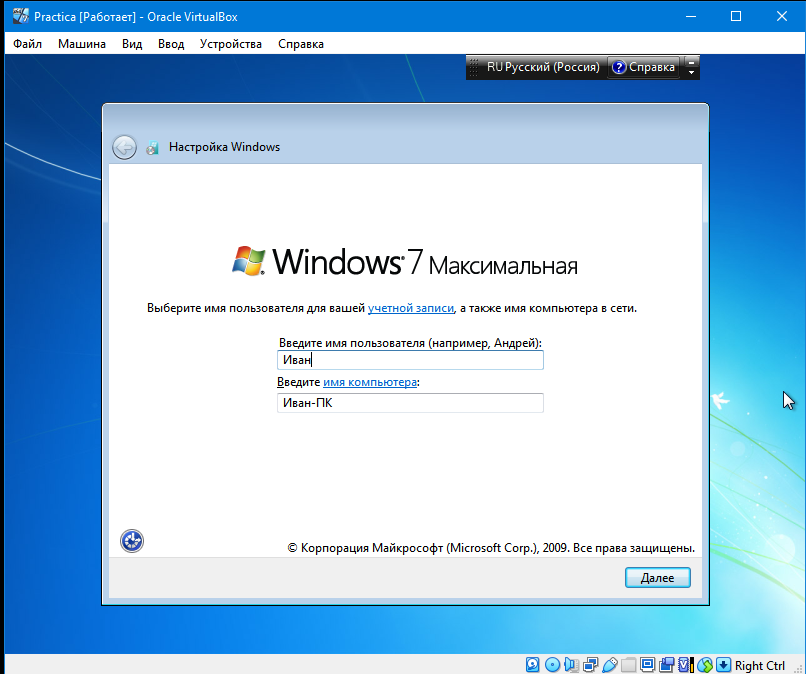 Practica [Работает] - Oracle VirtualBox
Файл Машина Вид Ввод Устройства Справка
RU Русский (Россия) ? Справка
Настройка Windows
Windows 7 Максимальная
Выберите имя пользователя для вашей учетной записи, а также имя компьютера в сети.
Введите имя пользователя (например, Андрей):
Иван
Введите имя компьютера:
Иван-ПК
© Корпорация Майкрософт (Microsoft Corp.), 2009. Все права защищены.
Далее
Right Ctrl